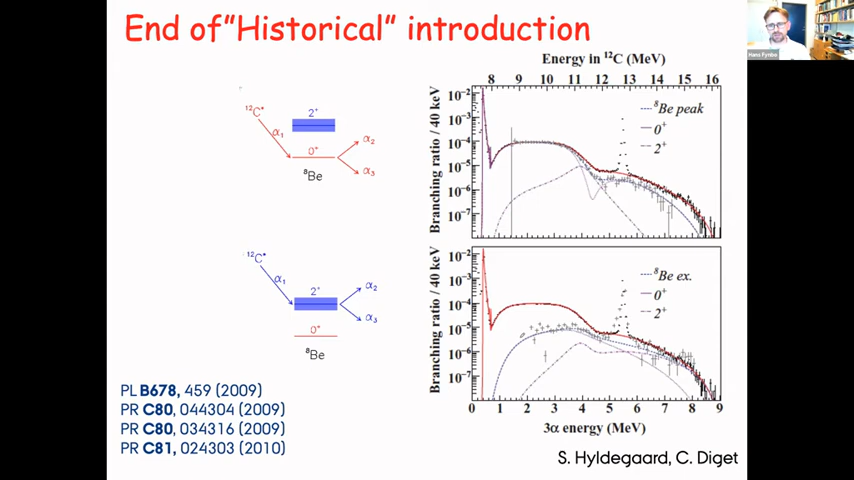 End of"Historical" introduction
Hans Fynbo
¹²C*
α₁
2⁺
0⁺
⁸Be
α₂
α₃
¹²C*
α₁
2⁺
0⁺
⁸Be
α₂
α₃
Energy in ¹²C (MeV)
8 9 10 11 12 13 14 15 16
Branching ratio / 40 keV
10⁻²
10⁻⁴
10⁻⁵
10⁻⁶
10⁻⁷
⁸Be peak
0⁺
2⁺
Branching ratio / 40 keV
10⁻²
10⁻⁴
10⁻⁵
10⁻⁶
10⁻⁷
⁸Be ex.
0⁺
2⁺
0 1 2 3 4 5 6 7 8 9
3α energy (MeV)
PL B678, 459 (2009)
PR C80, 044304 (2009)
PR C80, 034316 (2009)
PR C81, 024303 (2010)
S. Hyldegaard, C. Diget